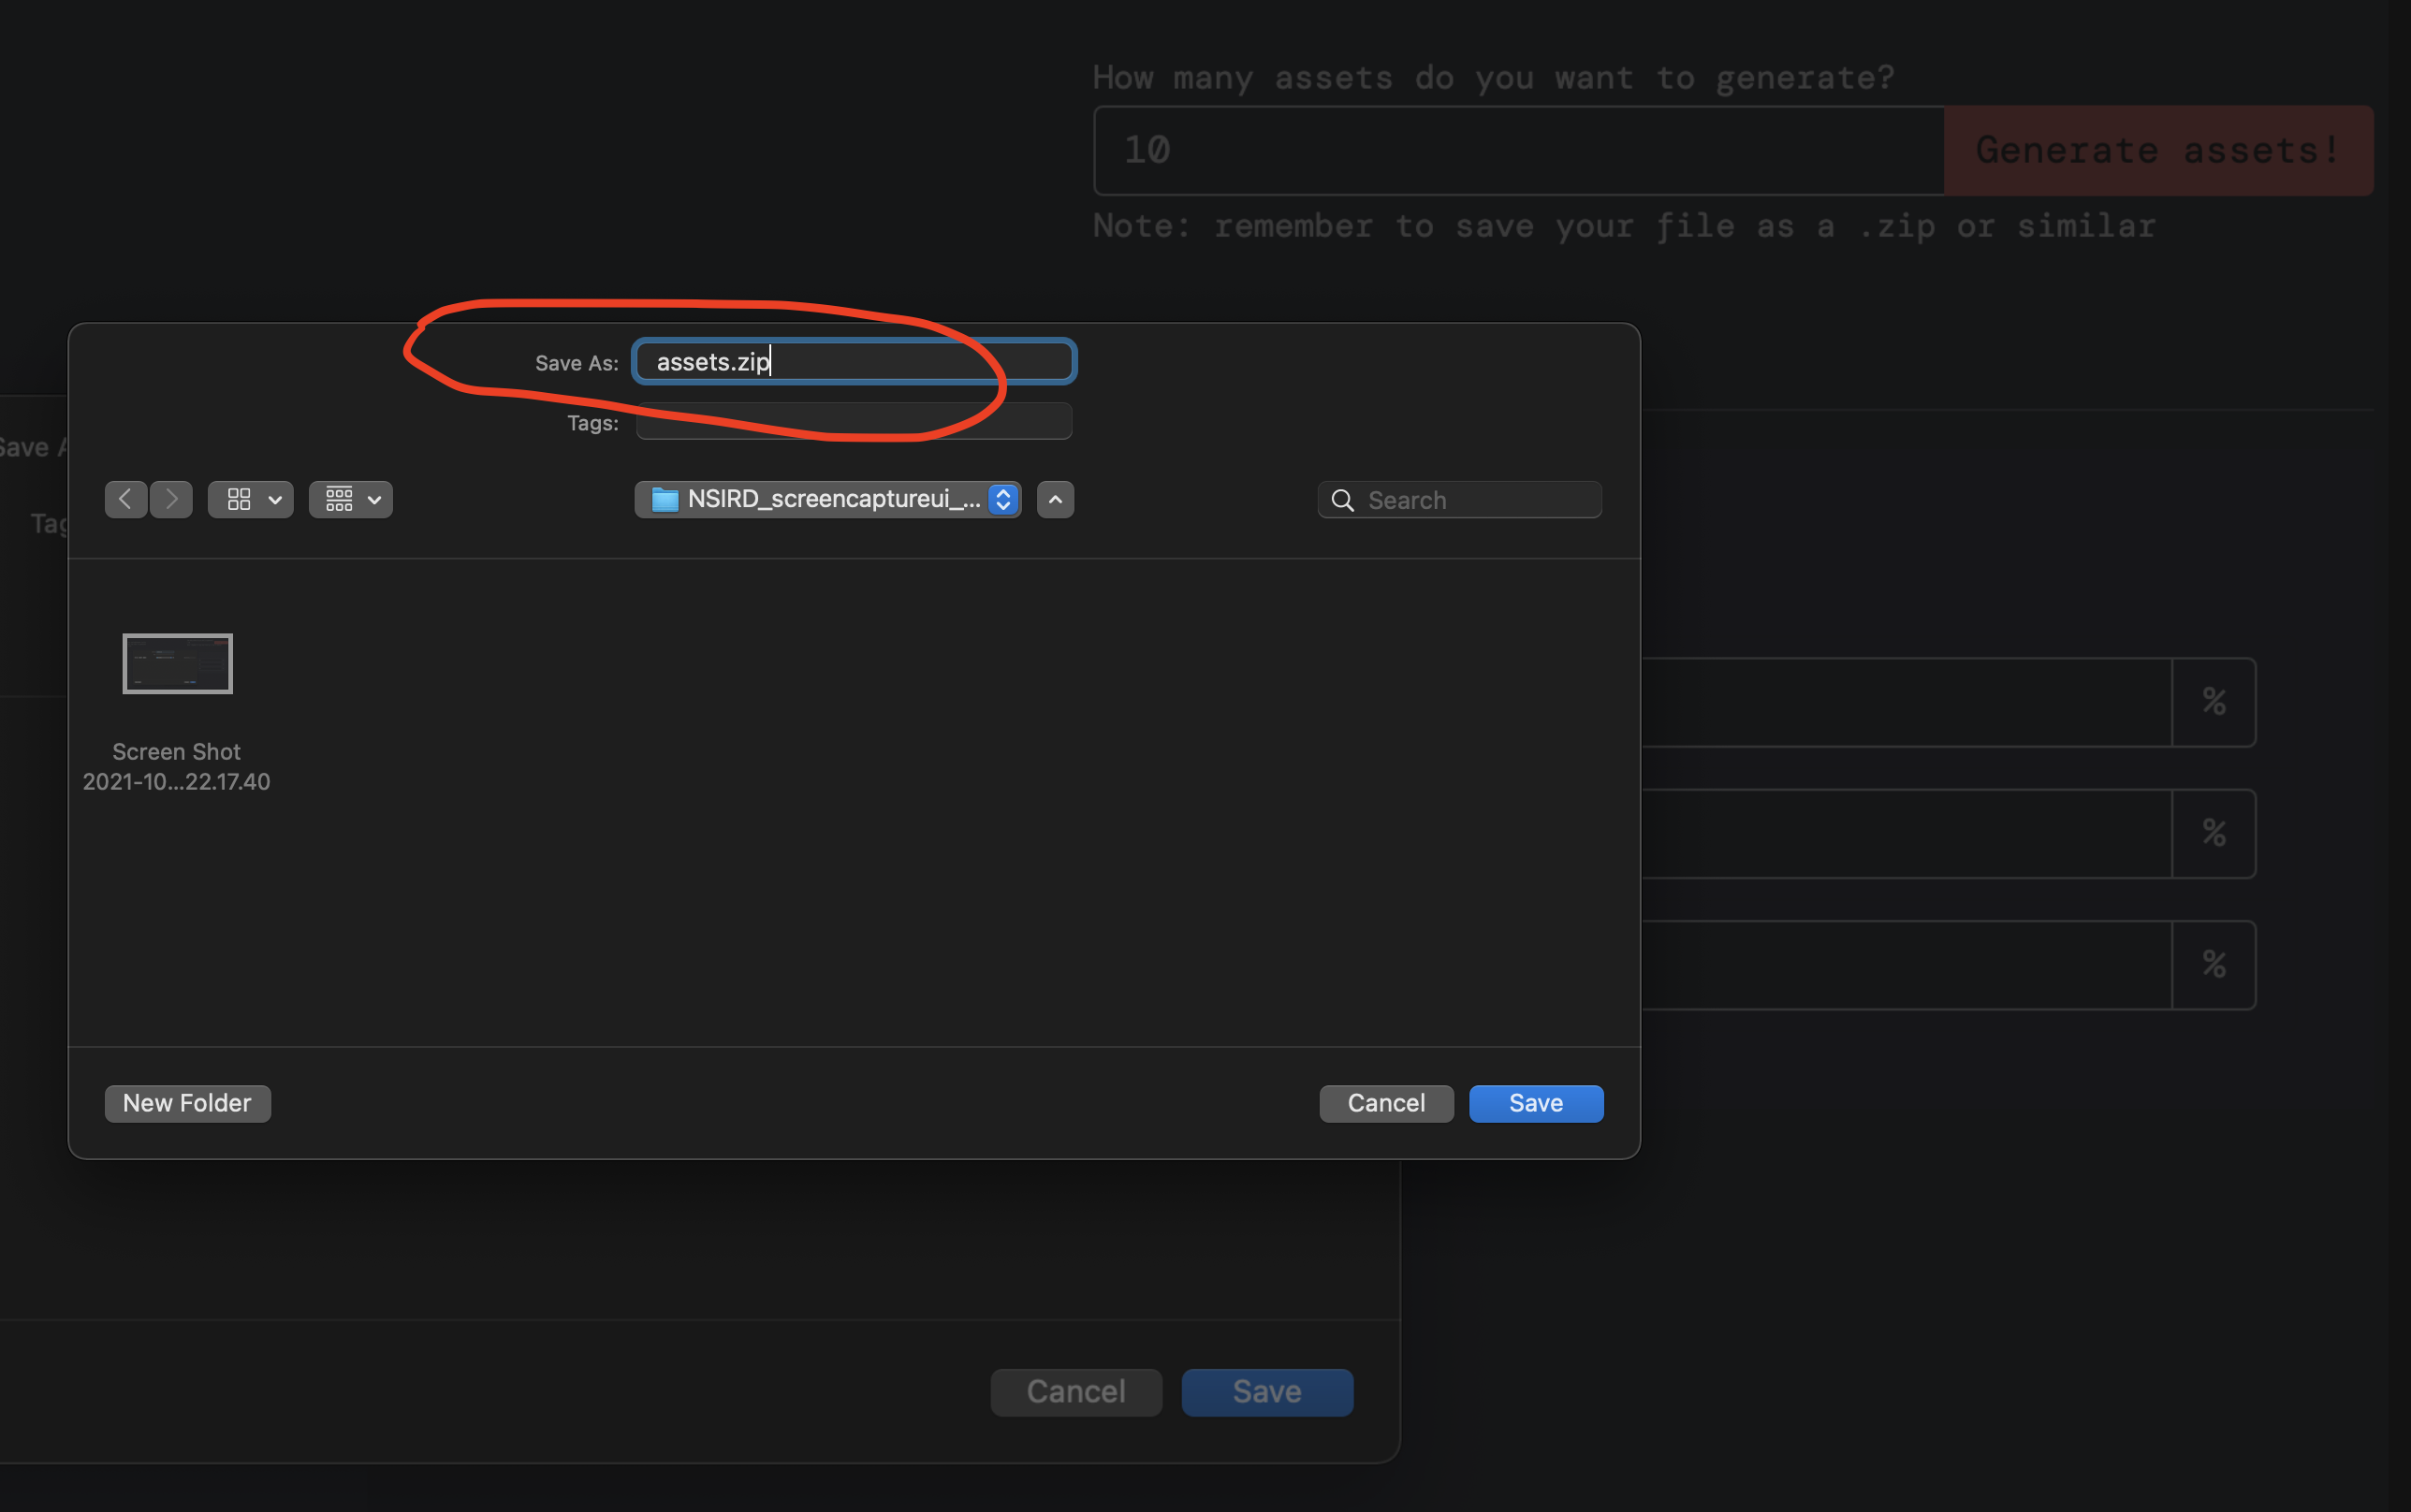 How many assets do you want to generate?
10
Generate assets!
Note: remember to save your file as a .zip or similar
Save As:
assets.zip
Tags:
Save A
Tag
NSIRD_screencaptureui_...
Search
Screen Shot
2021-10...22.17.40
%
%
%
New Folder
Cancel
Save
Cancel
Save